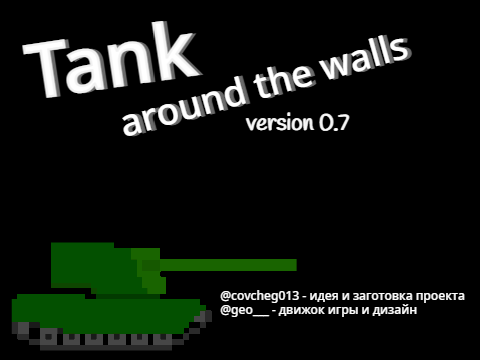 Tank
around the walls
version 0.7
@covcheg013 - идея и заготовка проекта
@geo___ - движок игры и дизайн